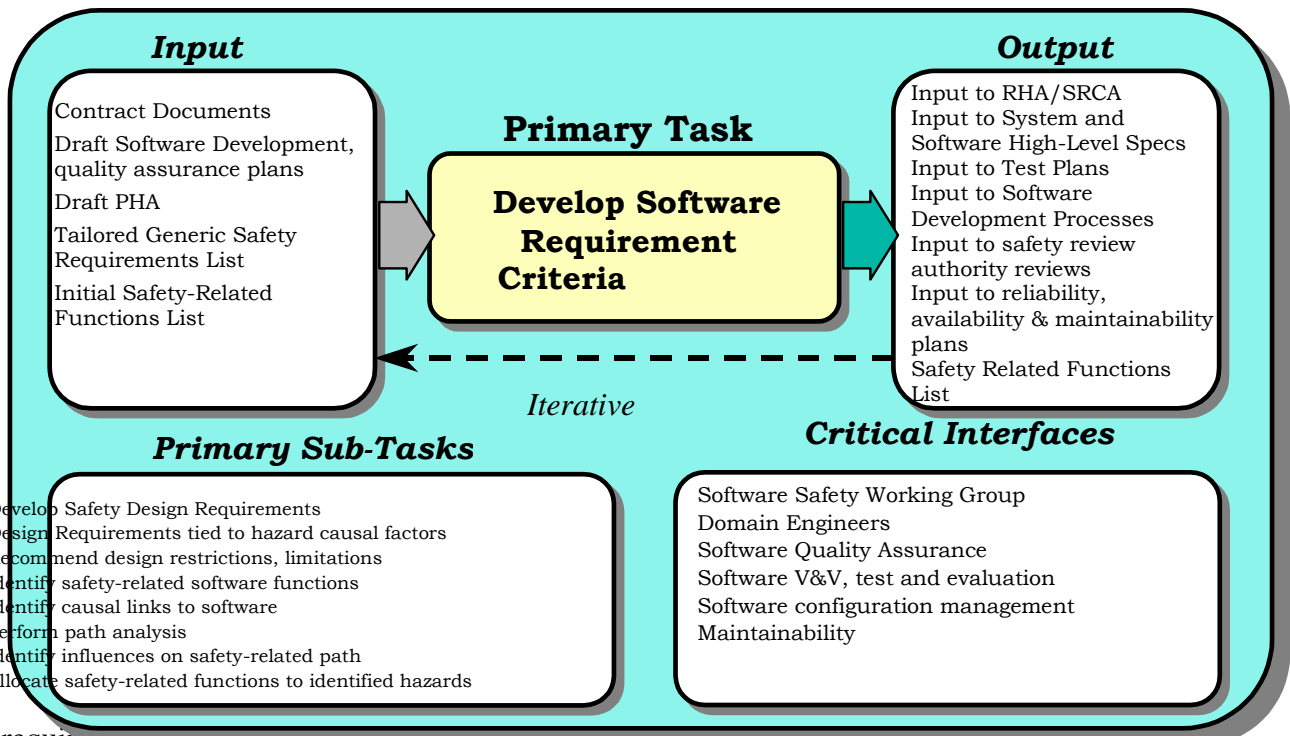 Input
Contract Documents
Draft Software Development,
quality assurance plans
Draft PHA
Tailored Generic Safety
Requirements List
Initial Safety-Related
Functions List
Primary Task
Develop Software
Requirement
Criteria
Output
Input to RHA/SRCA
Input to System and
Software High-Level Specs
Input to Test Plans
Input to Software
Development Processes
Input to safety review
authority reviews
Input to reliability,
availability & maintainability
plans
Safety Related Functions
List
Iterative
Primary Sub-Tasks
evelop Safety Design Requirements
esign Requirements tied to hazard causal factors
ecommend design restrictions, limitations
dentify safety-related software functions
dentify causal links to software
erform path analysis
dentify influences on safety-related path
llocate safety-related functions to identified hazards
Critical Interfaces
Software Safety Working Group
Domain Engineers
Software Quality Assurance
Software V&V, test and evaluation
Software configuration management
Maintainability